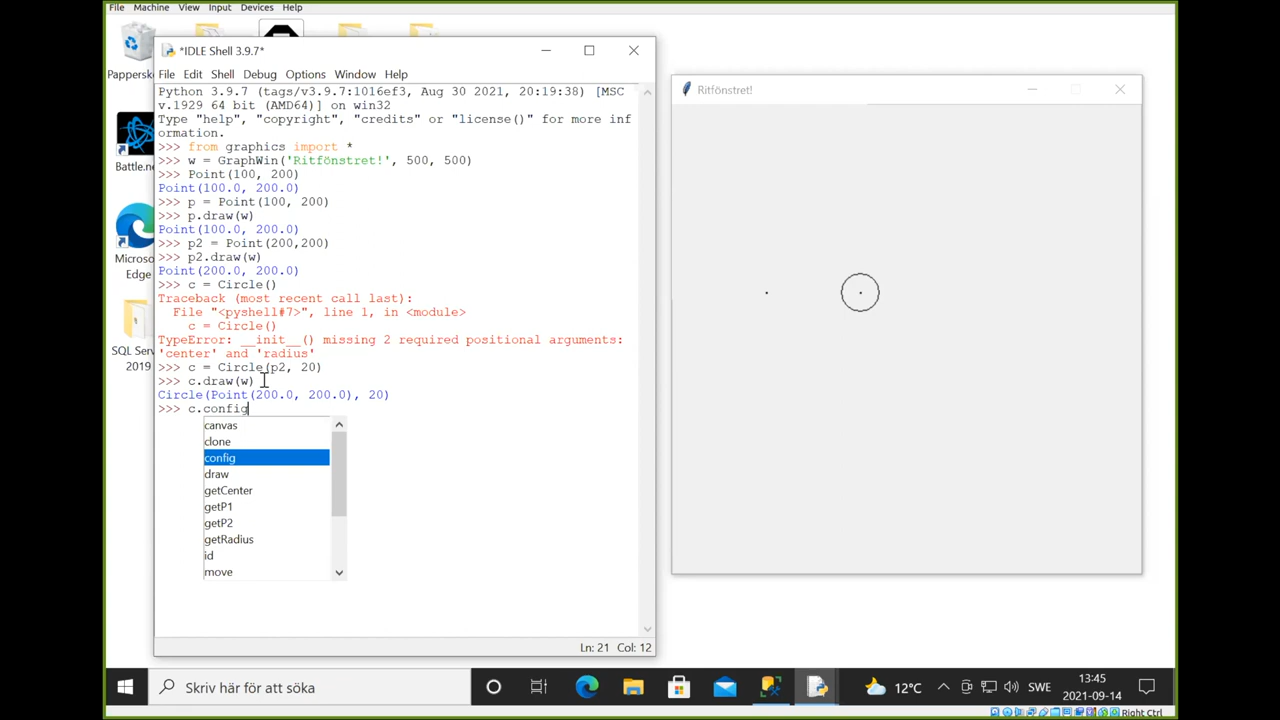 File Machine View Input Devices Help
Pappersk
*IDLE Shell 3.9.7*
File Edit Shell Debug Options Window Help
Python 3.9.7 (tags/v3.9.7:1016ef3, Aug 30 2021, 20:19:38) [MSC
v.1929 64 bit (AMD64)] on win32
Type "help", "copyright", "credits" or "license()" for more inf
ormation.
>>> from graphics import *
>>> w = GraphWin('Ritfönstret!', 500, 500)
>>> Point(100, 200)
Point(100.0, 200.0)
>>> p = Point(100, 200)
>>> p.draw(w)
Point(100.0, 200.0)
>>> p2 = Point(200,200)
>>> p2.draw(w)
Point(200.0, 200.0)
>>> c = Circle()
Traceback (most recent call last):
File "<pyshell#7>", line 1, in <module>
c = Circle()
TypeError: __init__() missing 2 required positional arguments:
'center' and 'radius'
>>> c = Circle(p2, 20)
>>> c.draw(w)
Circle(Point(200.0, 200.0), 20)
>>> c.config
canvas
clone
config
draw
getCenter
getP1
getP2
getRadius
id
move
Ln: 21 Col: 12
Battle.ne
Microso
Edge
SQL Serv
2019
Ritfönstret!
Skriv här för att söka
12°C
SWE
13:45
2021-09-14
Right Ctrl